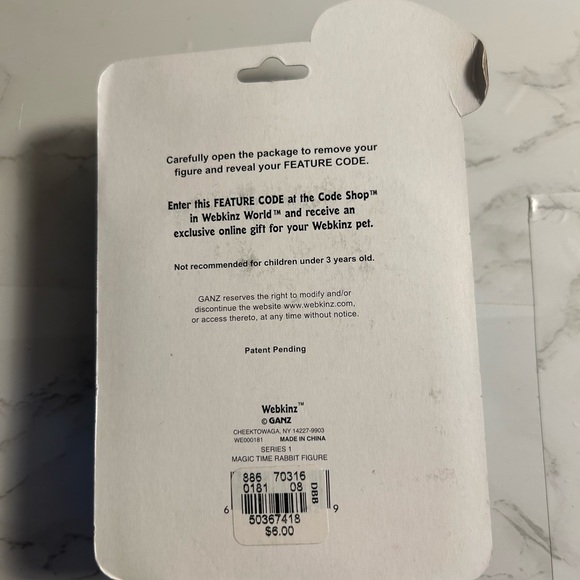 Carefully open the package to remove your
figure and reveal your FEATURE CODE.
Enter this FEATURE CODE at the Code Shop™
in Webkinz World™ and receive an
exclusive online gift for your Webkinz pet.
Not recommended for children under 3 years old.
GANZ reserves the right to modify and/or
discontinue the website www.webkinz.com,
or access thereto, at any time without notice.
Patent Pending
Webkinz™
© GANZ
CHEEKTOWAGA, NY 14227-9903
WE000181 MADE IN CHINA
SERIES 1
MAGIC TIME RABBIT FIGURE
886 70316
0181 08
DBB
6 9
50367418
$6.00